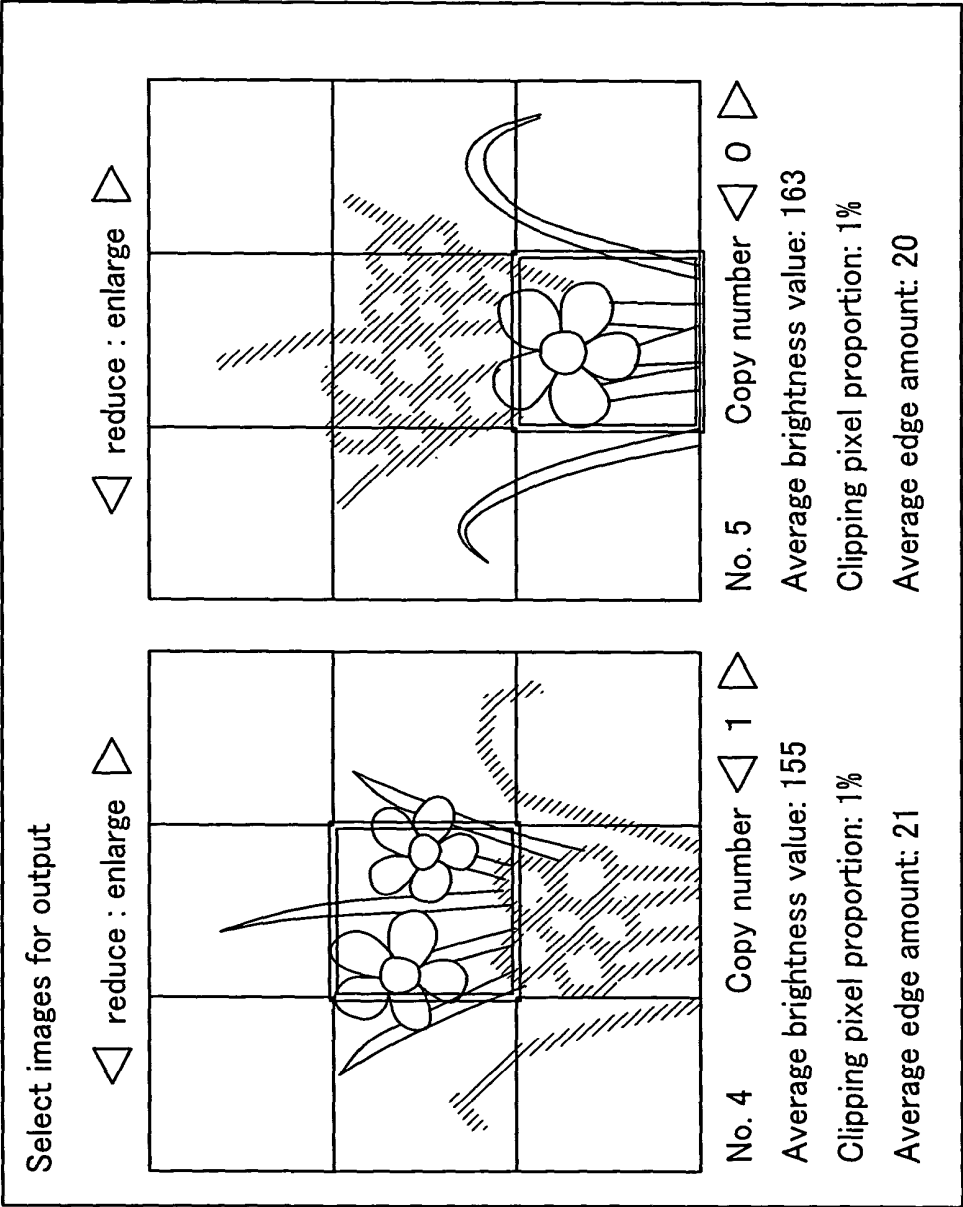 Select images for output
◁ reduce : enlarge ▷
No. 4 Copy number ◁ 1 ▷
Average brightness value: 155
Clipping pixel proportion: 1%
Average edge amount: 21
◁ reduce : enlarge ▷
No. 5 Copy number ◁ 0 ▷
Average brightness value: 163
Clipping pixel proportion: 1%
Average edge amount: 20